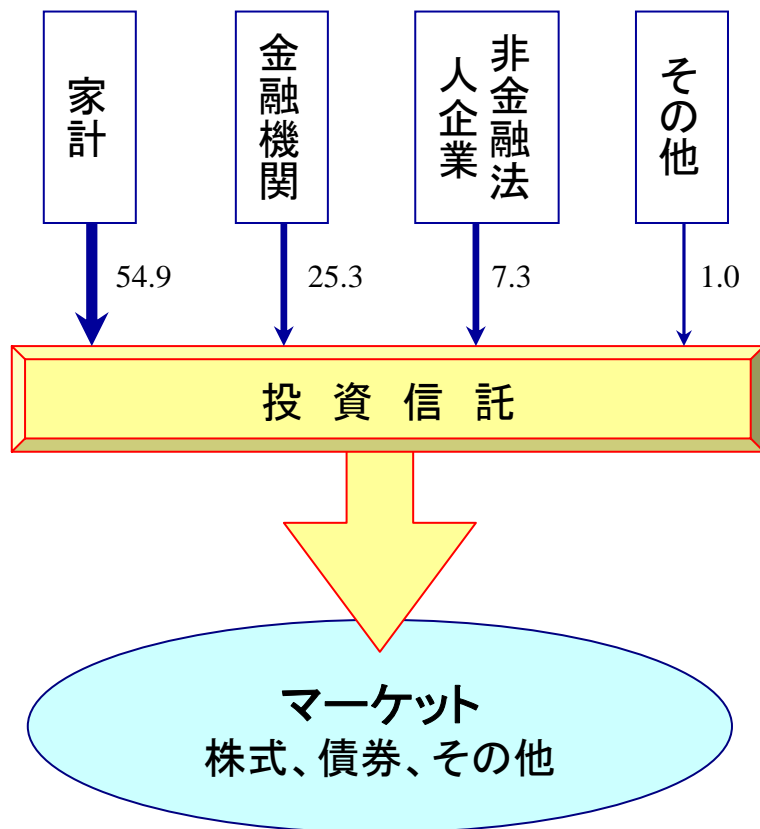 家計
金融機関
非金融法
人企業
その他
54.9
25.3
7.3
1.0
投資信託
マーケット
株式、債券、その他